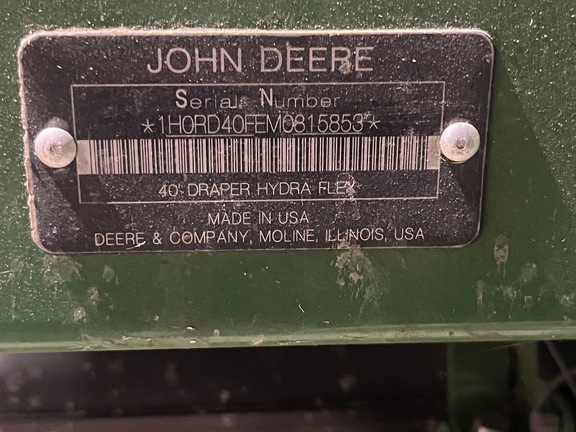 JOHN DEERE
Serial Number
*1H0RD40FEM0815853*
40' DRAPER HYDRA FLEX
MADE IN USA
DEERE & COMPANY, MOLINE, ILLINOIS, USA